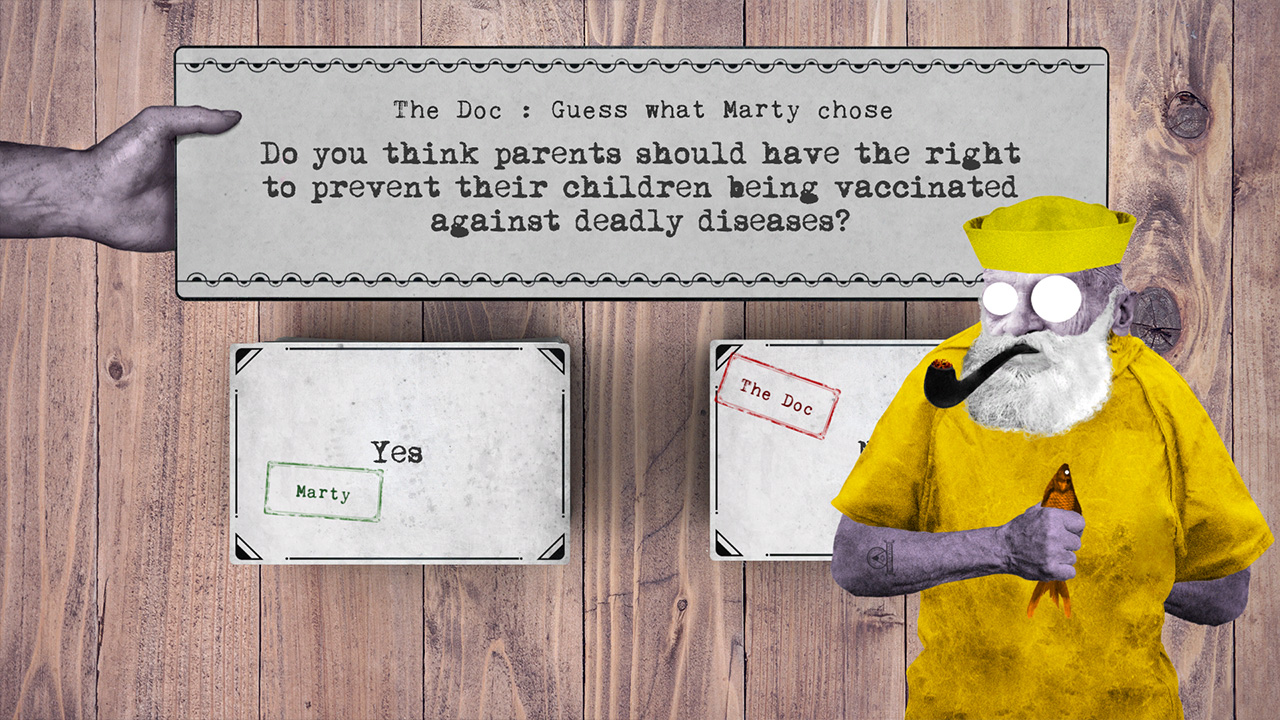 The Doc : Guess what Marty chose
Do you think parents should have the right
to prevent their children being vaccinated
against deadly diseases?
The Doc
Yes
Marty